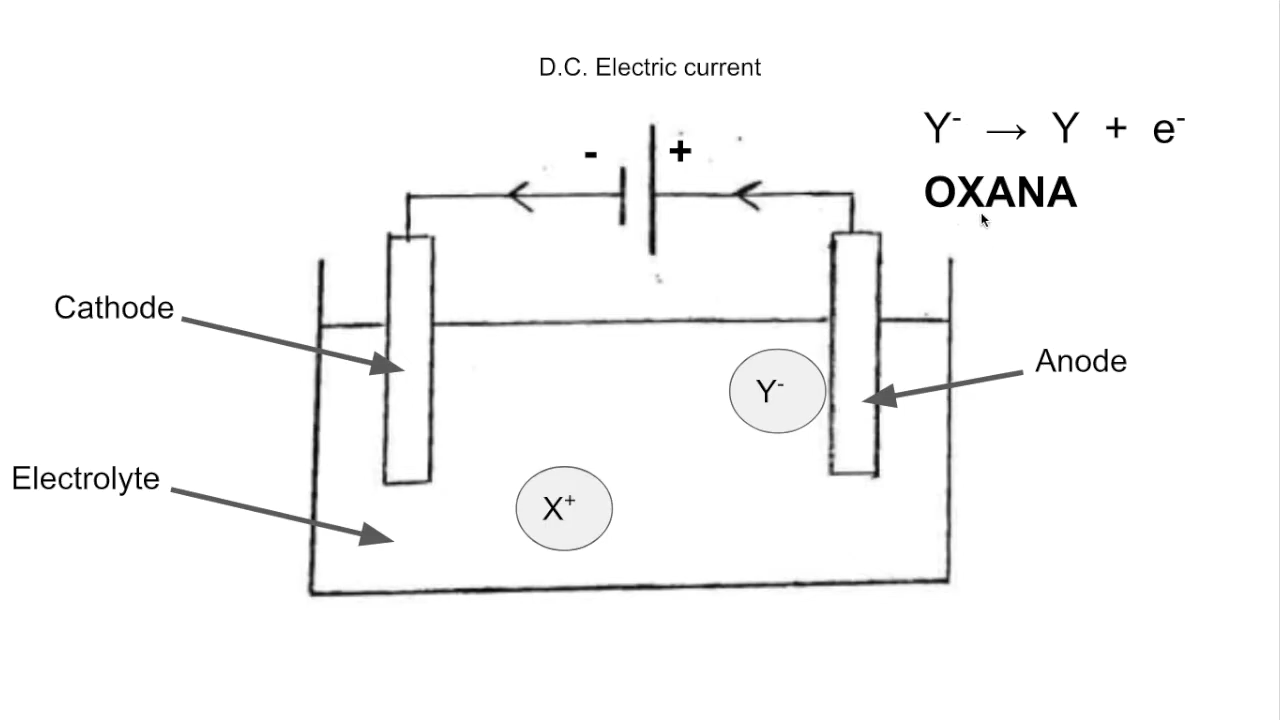 D.C. Electric current
Y⁻ → Y + e⁻
OXANA
- +
Cathode
Anode
Y⁻
Electrolyte
X⁺